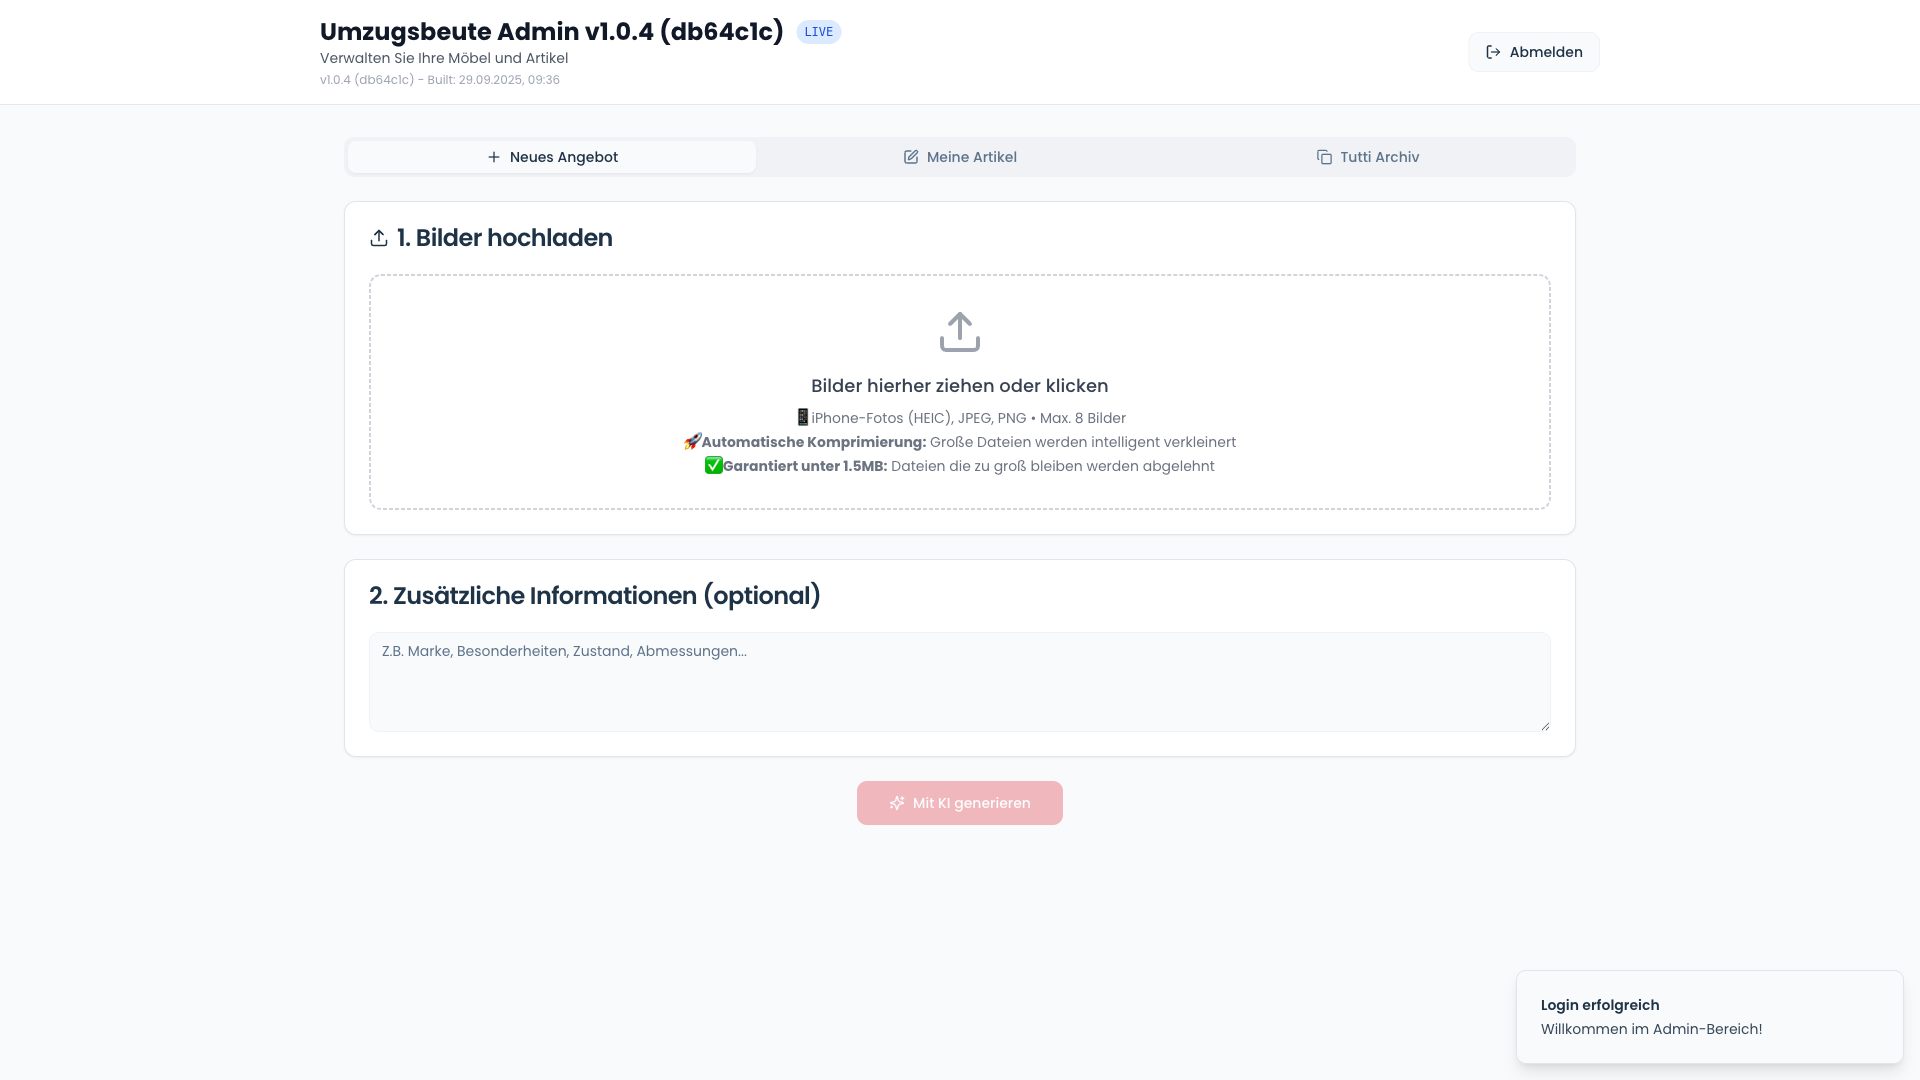 Umzugsbeute Admin v1.0.4 (db64c1c) LIVE
Verwalten Sie Ihre Möbel und Artikel
v1.0.4 (db64c1c) - Built: 29.09.2025, 09:36
Abmelden
Neues Angebot
Meine Artikel
Tutti Archiv
1. Bilder hochladen
Bilder hierher ziehen oder klicken
📱iPhone-Fotos (HEIC), JPEG, PNG • Max. 8 Bilder
🚀Automatische Komprimierung: Große Dateien werden intelligent verkleinert
✅Garantiert unter 1.5MB: Dateien die zu groß bleiben werden abgelehnt
2. Zusätzliche Informationen (optional)
Z.B. Marke, Besonderheiten, Zustand, Abmessungen...
Mit KI generieren
Login erfolgreich
Willkommen im Admin-Bereich!